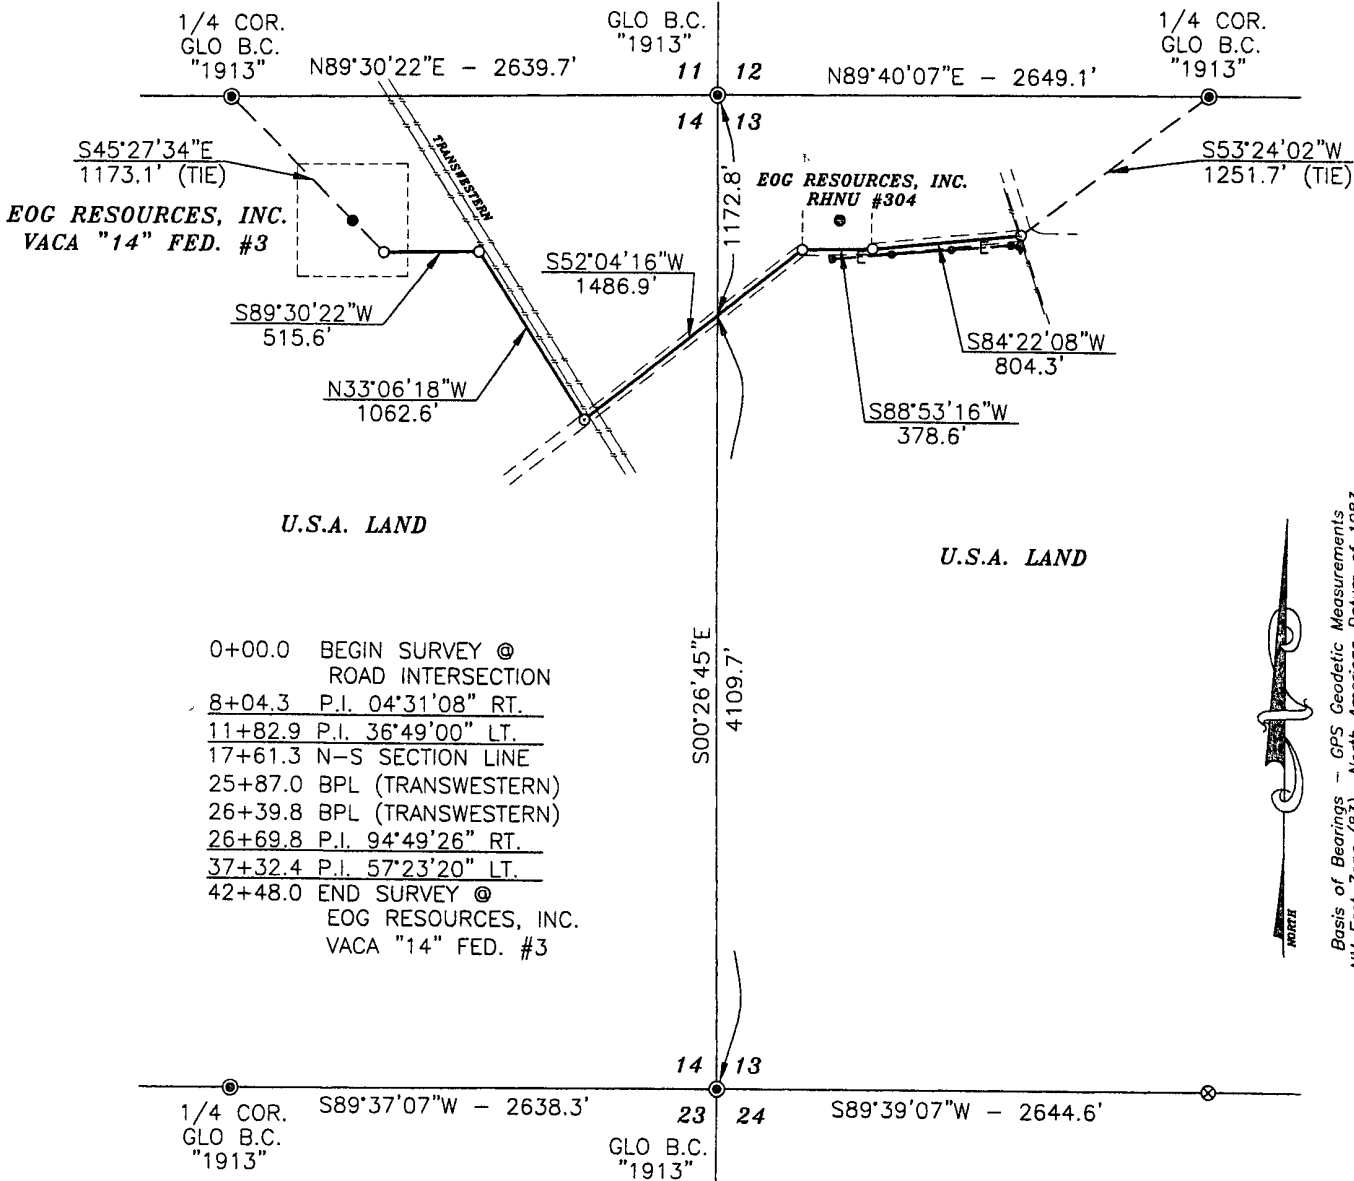 1/4 COR.
GLO B.C.
"1913"
GLO B.C.
"1913"
1/4 COR.
GLO B.C.
"1913"
N89°30'22"E - 2639.7'
11 12
N89°40'07"E - 2649.1'
14 13
S45°27'34"E
1173.1' (TIE)
TRANSWESTERN
1172.8'
EOG RESOURCES, INC.
RHNU #304
S53°24'02"W
1251.7' (TIE)
EOG RESOURCES, INC.
VACA "14" FED. #3
S52°04'16"W
1486.9'
E E
S89°30'22"W
515.6'
S84°22'08"W
804.3'
N33°06'18"W
1062.6'
S88°53'16"W
378.6'
U.S.A. LAND
U.S.A. LAND
0+00.0 BEGIN SURVEY @
ROAD INTERSECTION
8+04.3 P.I. 04°31'08" RT.
11+82.9 P.I. 36°49'00" LT.
17+61.3 N-S SECTION LINE
25+87.0 BPL (TRANSWESTERN)
26+39.8 BPL (TRANSWESTERN)
26+69.8 P.I. 94°49'26" RT.
37+32.4 P.I. 57°23'20" LT.
42+48.0 END SURVEY @
EOG RESOURCES, INC.
VACA "14" FED. #3
S00°26'45"E
4109.7'
NORTH
Basis of Bearings - GPS Geodetic Measurements
NM East Zone (83), North American Datum of 1983
14 13
S89°37'07"W - 2638.3'
23 24
S89°39'07"W - 2644.6'
1/4 COR.
GLO B.C.
"1913"
GLO B.C.
"1913"